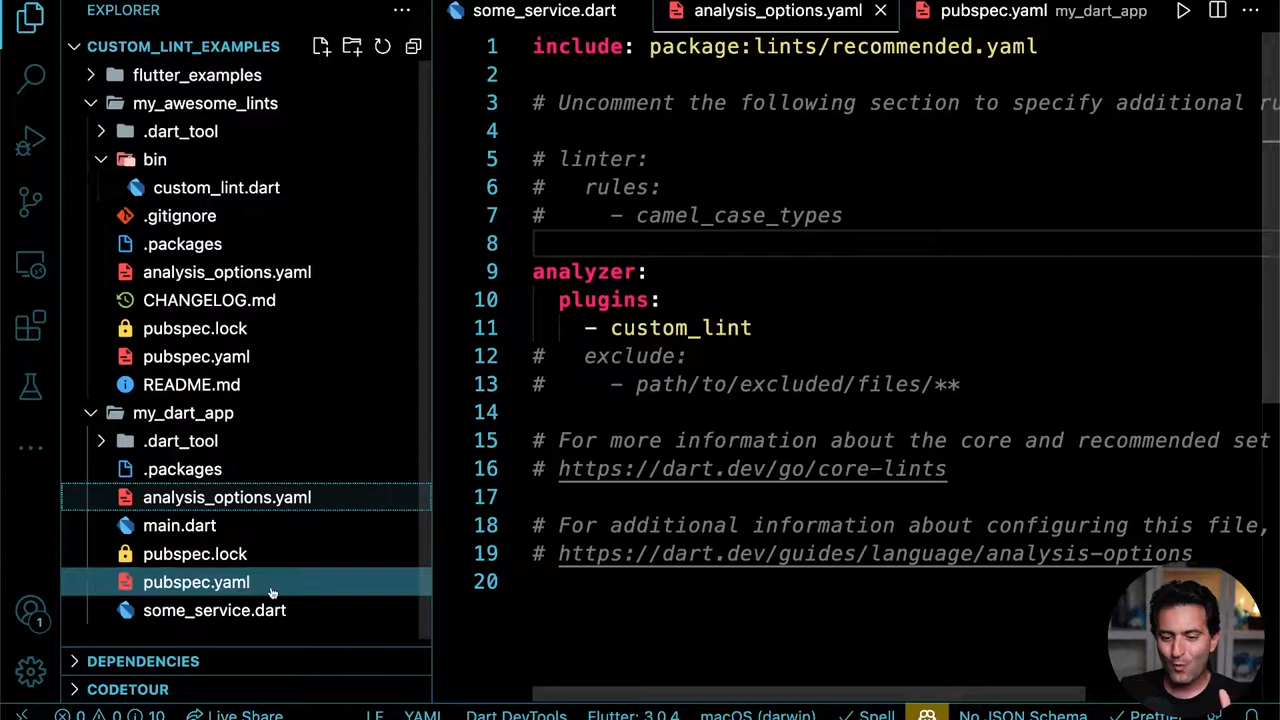 EXPLORER
CUSTOM_LINT_EXAMPLES
flutter_examples
my_awesome_lints
.dart_tool
bin
custom_lint.dart
.gitignore
.packages
analysis_options.yaml
CHANGELOG.md
pubspec.lock
pubspec.yaml
README.md
my_dart_app
.dart_tool
.packages
analysis_options.yaml
main.dart
pubspec.lock
pubspec.yaml
some_service.dart
DEPENDENCIES
CODETOUR
1
some_service.dart
analysis_options.yaml
pubspec.yaml my_dart_app
1 include: package:lints/recommended.yaml
2
3 # Uncomment the following section to specify additional ru
4
5 # linter:
6 #   rules:
7 #     - camel_case_types
8
9 analyzer:
10   plugins:
11     - custom_lint
12 #   exclude:
13 #     - path/to/excluded/files/**
14
15 # For more information about the core and recommended set
16 # https://dart.dev/go/core-lints
17
18 # For additional information about configuring this file,
19 # https://dart.dev/guides/language/analysis-options
20
0 0 10 Live Share LF YAML Dart DevTools Flutter: 3.0.4 macOS (darwin) Spell No JSON Schema